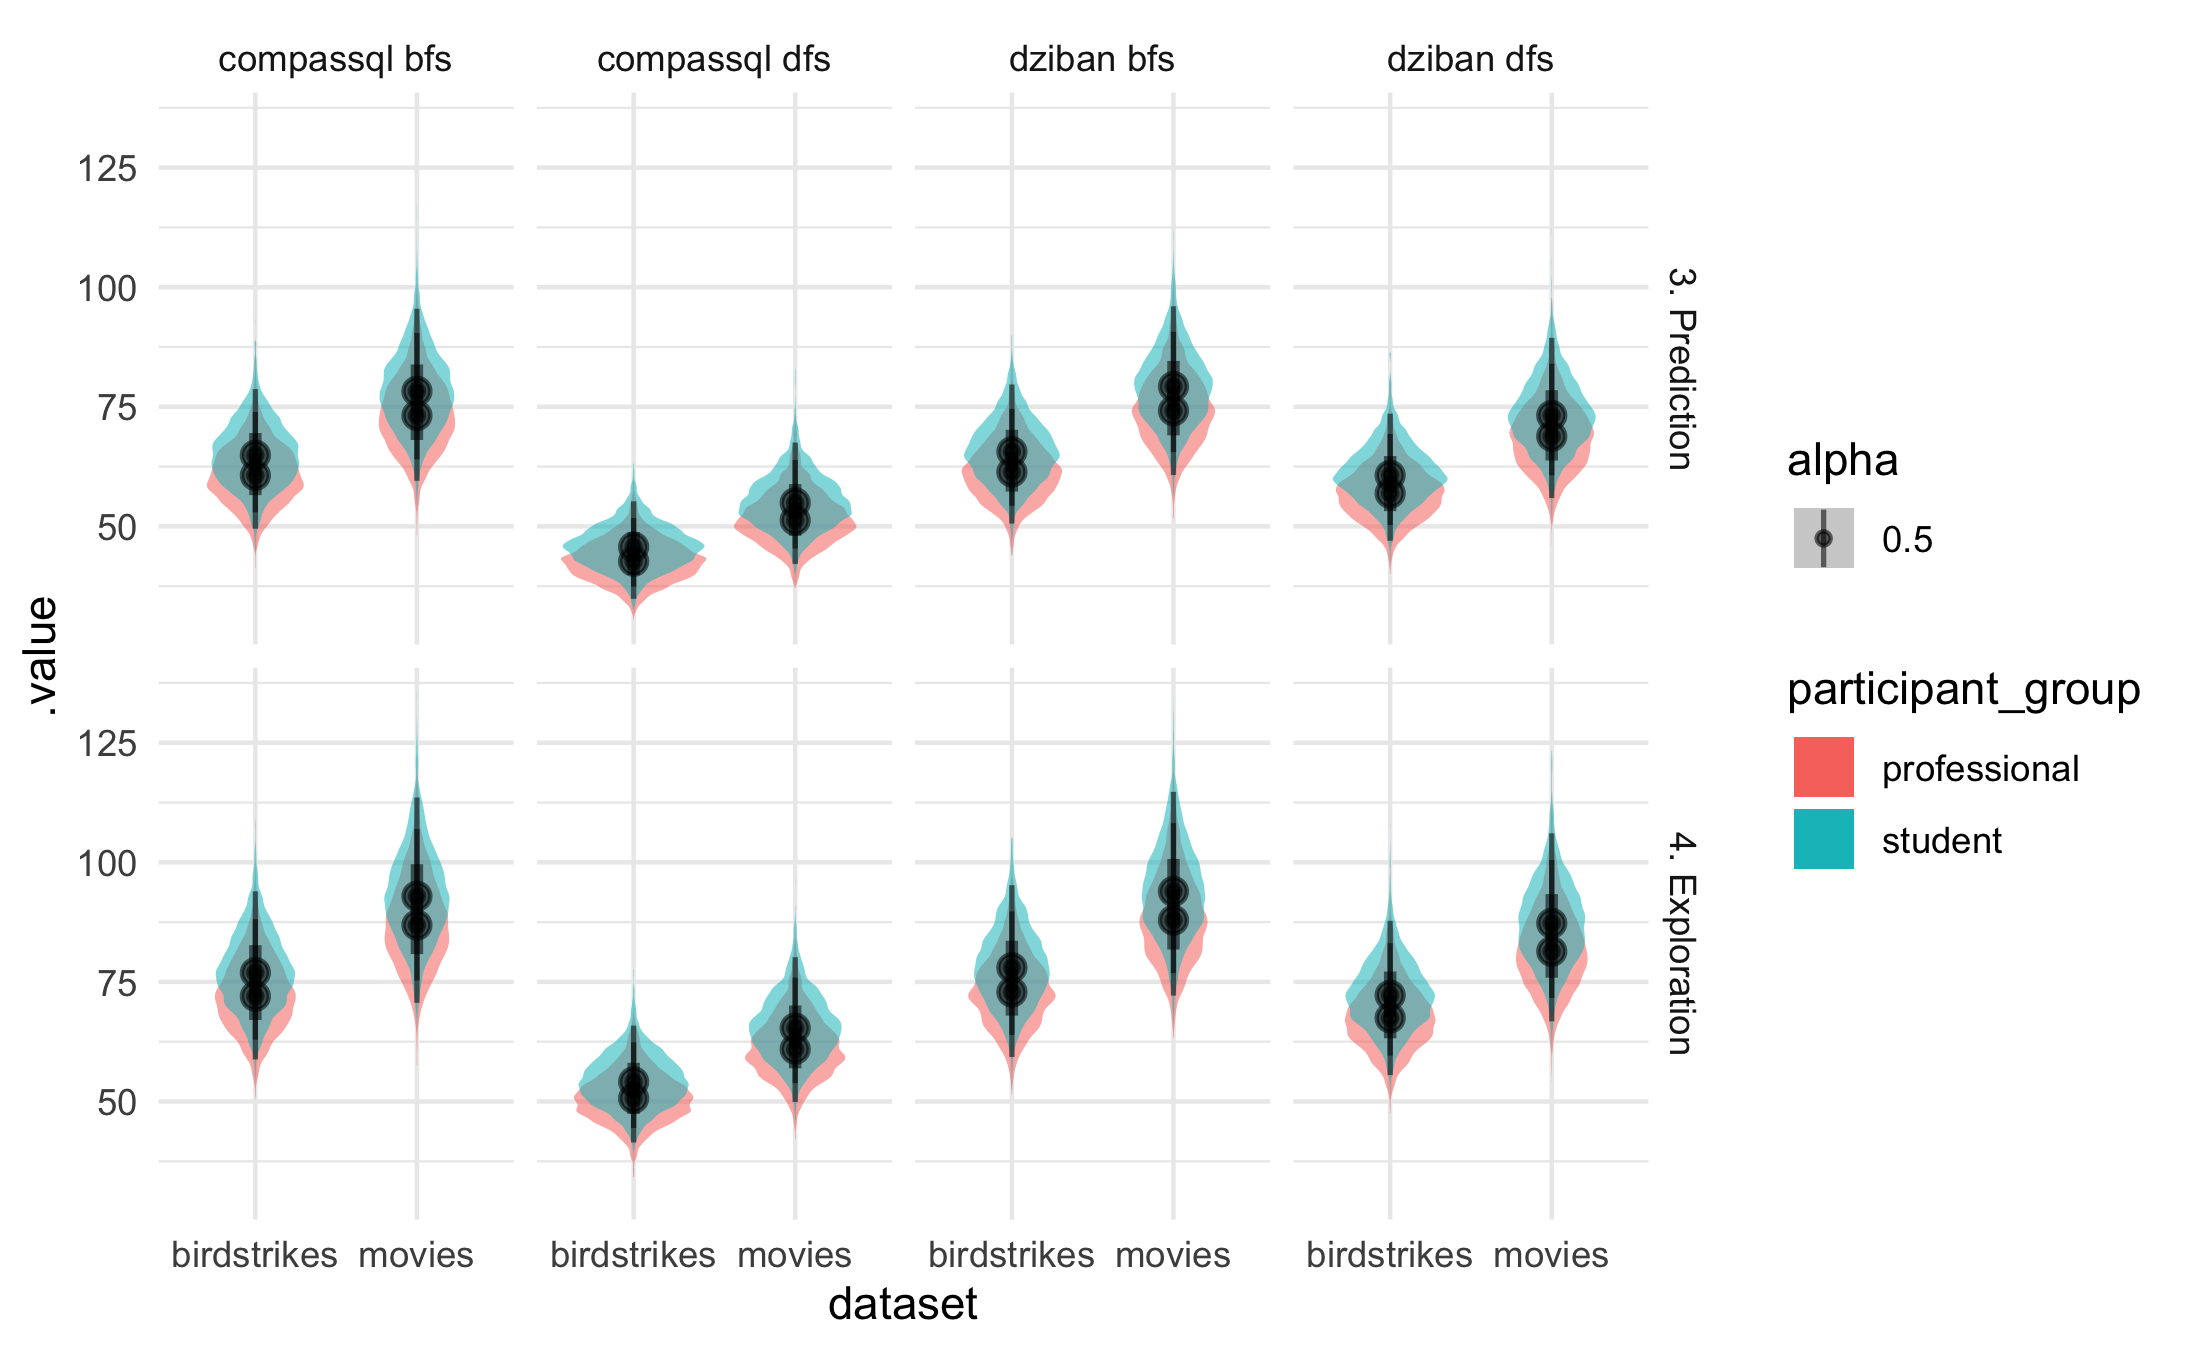 compassql bfs
compassql dfs
dziban bfs
dziban dfs
125
100
75
50
3. Prediction
.value
125
100
75
50
4. Exploration
birdstrikes movies
birdstrikes movies
birdstrikes movies
birdstrikes movies
dataset
alpha
0.5
participant_group
professional
student